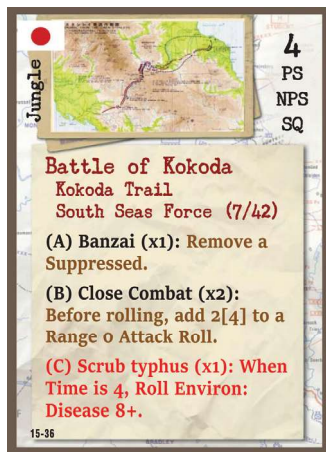 Jungle
4
PS
NPS
SQ
Battle of Kokoda
Kokoda Trail
South Seas Force (7/42)
(A) Banzai (x1): Remove a
Suppressed.
(B) Close Combat (x2):
Before rolling, add 2[4] to a
Range 0 Attack Roll.
(C) Scrub typhus (x1): When
Time is 4, Roll Environ:
Disease 8+.
15-36